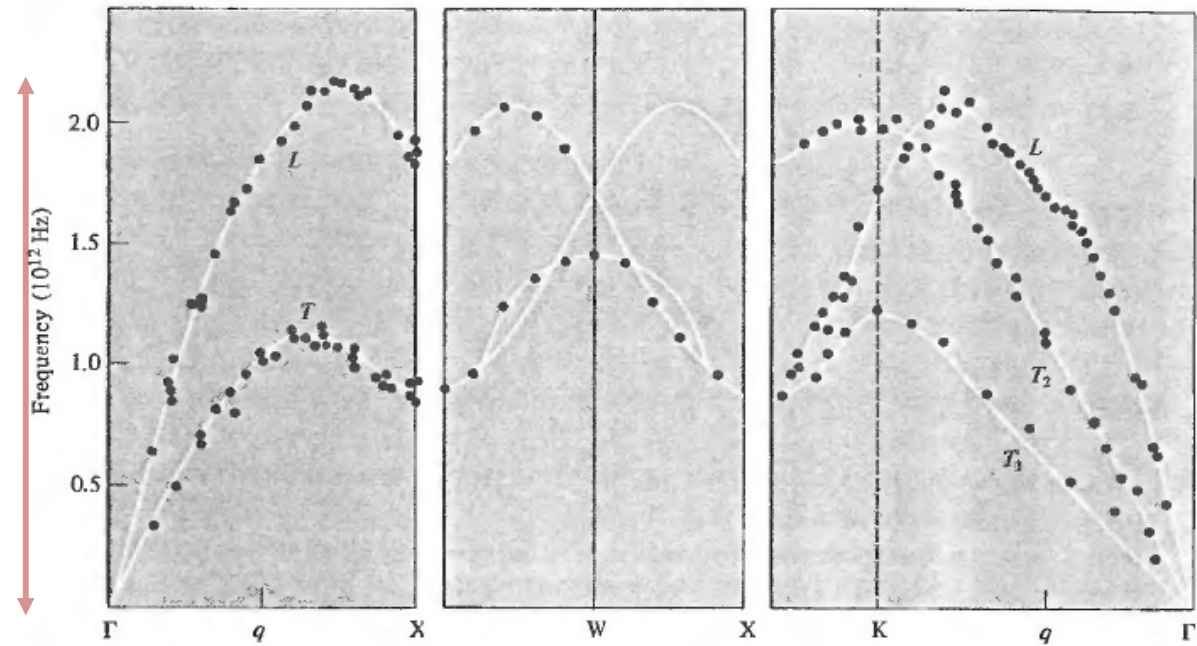 Frequency (10¹² Hz)
2.0
1.5
1.0
0.5
L
T
L
T₂
T₁
Γ q X W X K q Γ